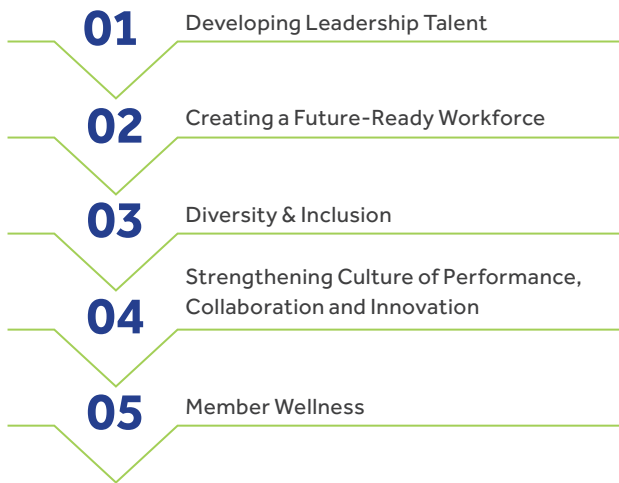 01
Developing Leadership Talent
02
Creating a Future-Ready Workforce
03
Diversity & Inclusion
04
Strengthening Culture of Performance,
Collaboration and Innovation
05
Member Wellness